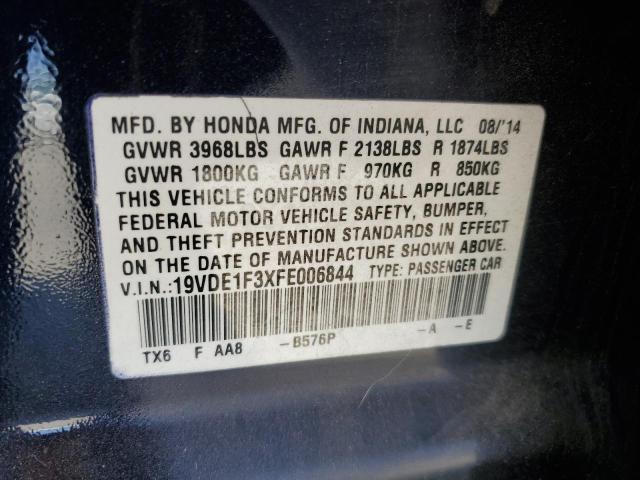 MFD. BY HONDA MFG. OF INDIANA, LLC 08/'14
GVWR 3968LBS GAWR F 2138LBS R 1874LBS
GVWR 1800KG GAWR F 970KG R 850KG
THIS VEHICLE CONFORMS TO ALL APPLICABLE
FEDERAL MOTOR VEHICLE SAFETY, BUMPER,
AND THEFT PREVENTION STANDARDS IN EFFECT
ON THE DATE OF MANUFACTURE SHOWN ABOVE.
V.I.N.:19VDE1F3XFE006844 TYPE: PASSENGER CAR
TX6 F AA8 -B576P -A -E